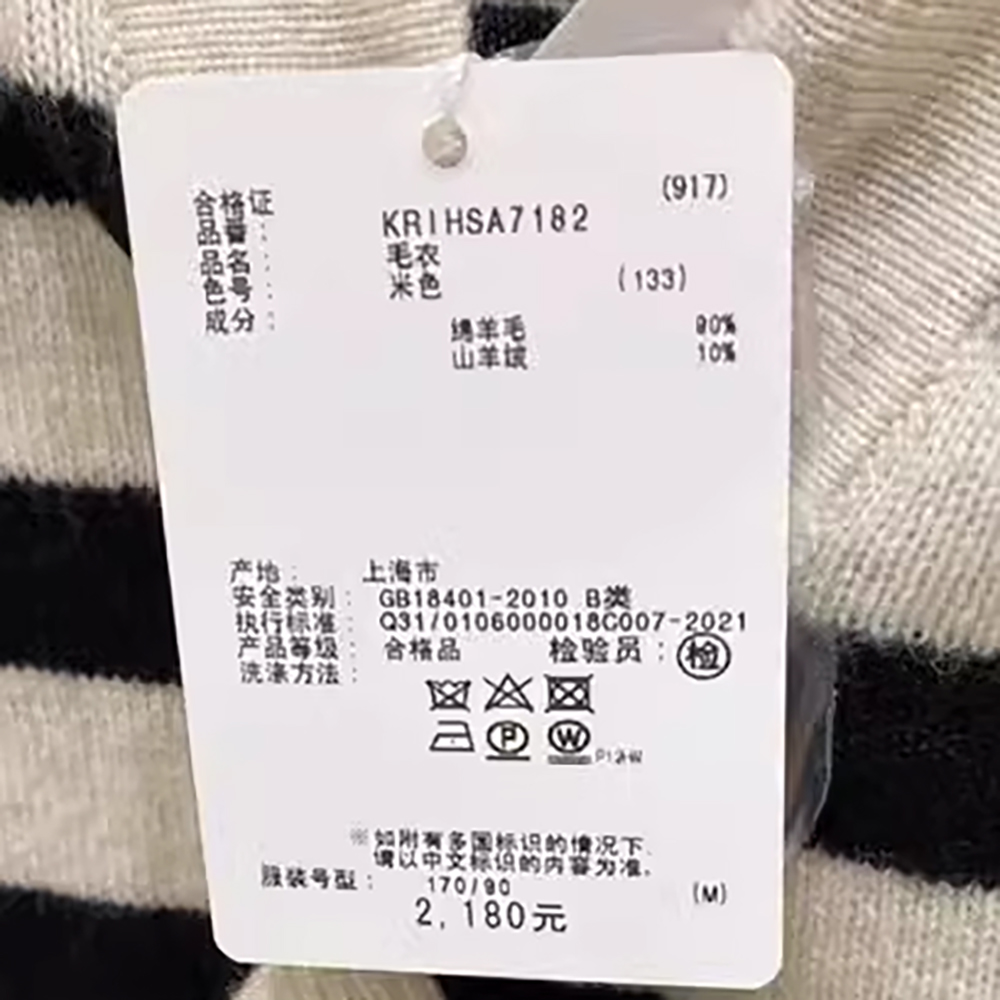 (917)
合格证
品番： KRIHSA7182
品名： 毛衣
色号： 米色 (133)
成分： 绵羊毛 90%
山羊绒 10%
产地： 上海市
安全类别： GB18401-2010 B类
执行标准： Q31/0106000018C007-2021
产品等级： 合格品 检验员：检
洗涤方法：
P
W
※如附有多国标识的情况下，
请以中文标识的内容为准。
服装号型： 170/90 (M)
2,180元